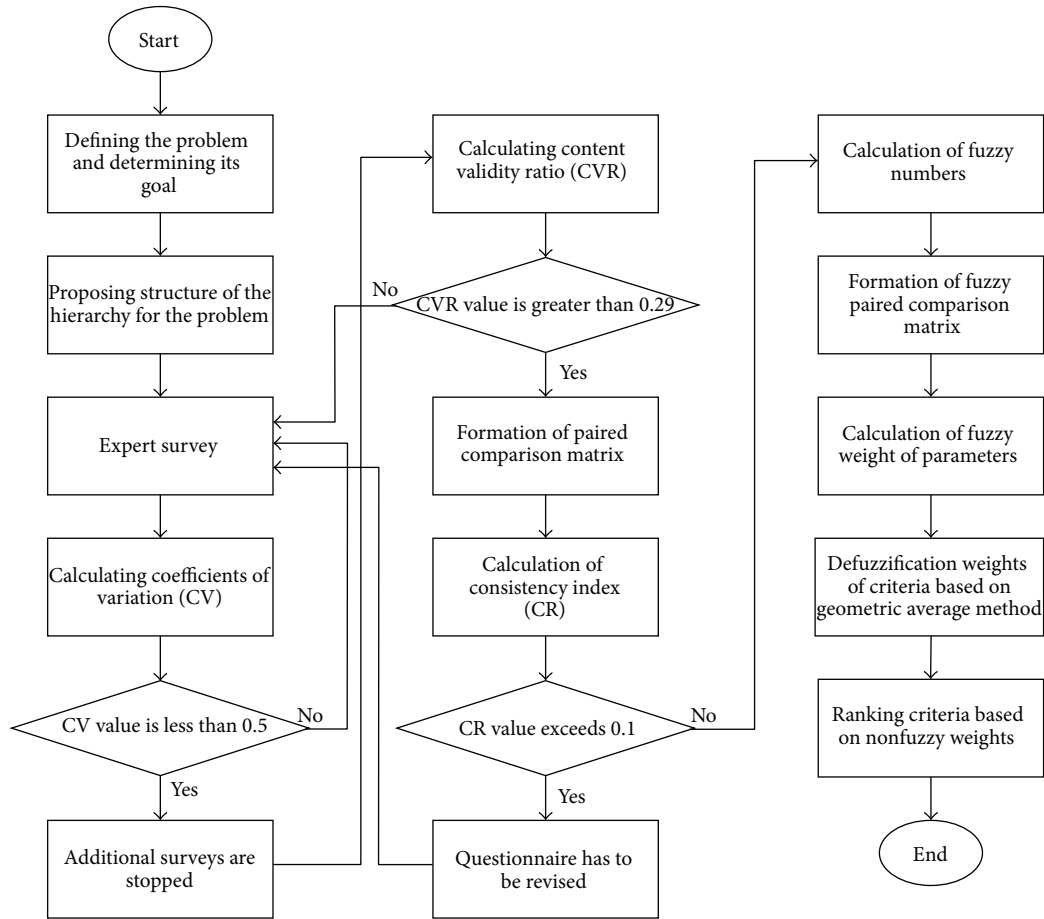 Start
Defining the problem
and determining its
goal
Proposing structure of the
hierarchy for the problem
Expert survey
Calculating coefficients of
variation (CV)
CV value is less than 0.5
No
Yes
Additional surveys are
stopped
Calculating content
validity ratio (CVR)
No
CVR value is greater than 0.29
Yes
Formation of paired
comparison matrix
Calculation of
consistency index
(CR)
CR value exceeds 0.1
No
Yes
Questionnaire has to
be revised
Calculation of fuzzy
numbers
Formation of fuzzy
paired comparison
matrix
Calculation of fuzzy
weight of parameters
Defuzzification weights
of criteria based on
geometric average method
Ranking criteria based
on nonfuzzy weights
End